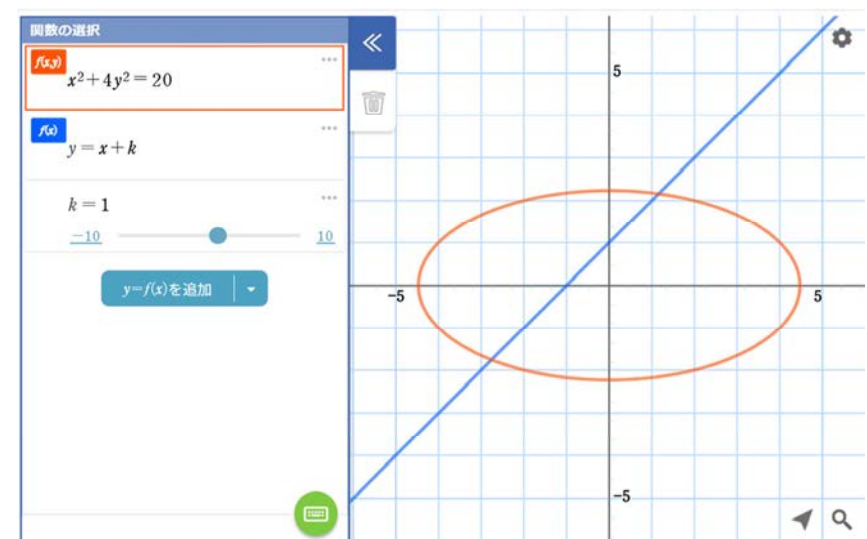 関数の選択
f(x,y)
x²+4y²=20
f(x)
y=x+k
k=1
−10
10
y=f(x)を追加
5
−5
5
−5